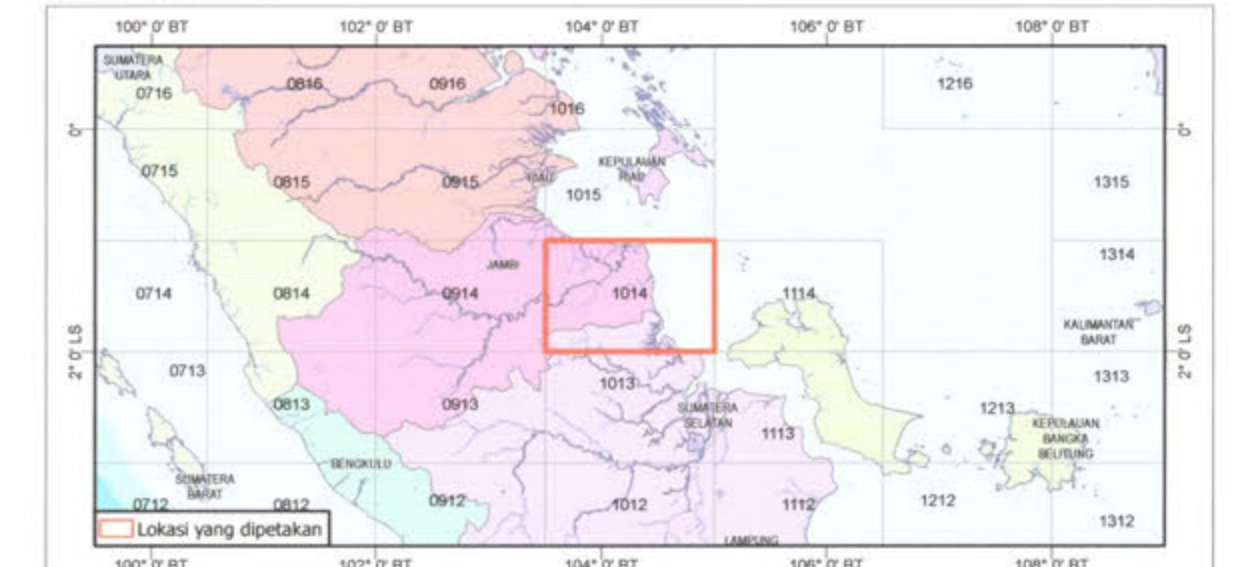 100° 0' BT 102° 0' BT 104° 0' BT 106° 0' BT 108° 0' BT
SUMATERA
UTARA
0716 0816 0916 1016 1216
0° 0°
0715 0815 0915 RIAU 1015 KEPULAUAN
RIAU 1315
JAMBI 1314
0714 0814 0914 1014 1114
KALIMANTAN
BARAT
2° 0' LS 2° 0' LS
0713 1013 1313
0813 0913 SUMATERA
SELATAN 1113 1213
KEPULAUAN
BANGKA
BELITUNG
BENGKULU
SUMATERA
BARAT
0712 0812 0912 1012 1112 1212
1312
LAMPUNG
Lokasi yang dipetakan
100° 0' BT 102° 0' BT 104° 0' BT 106° 0' BT 108° 0' BT